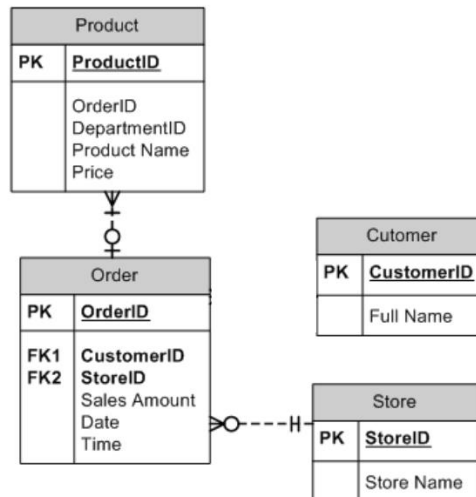 Product
PK ProductID
OrderID
DepartmentID
Product Name
Price
Order
PK OrderID
FK1 CustomerID
FK2 StoreID
Sales Amount
Date
Time
Cutomer
PK CustomerID
Full Name
Store
PK StoreID
Store Name